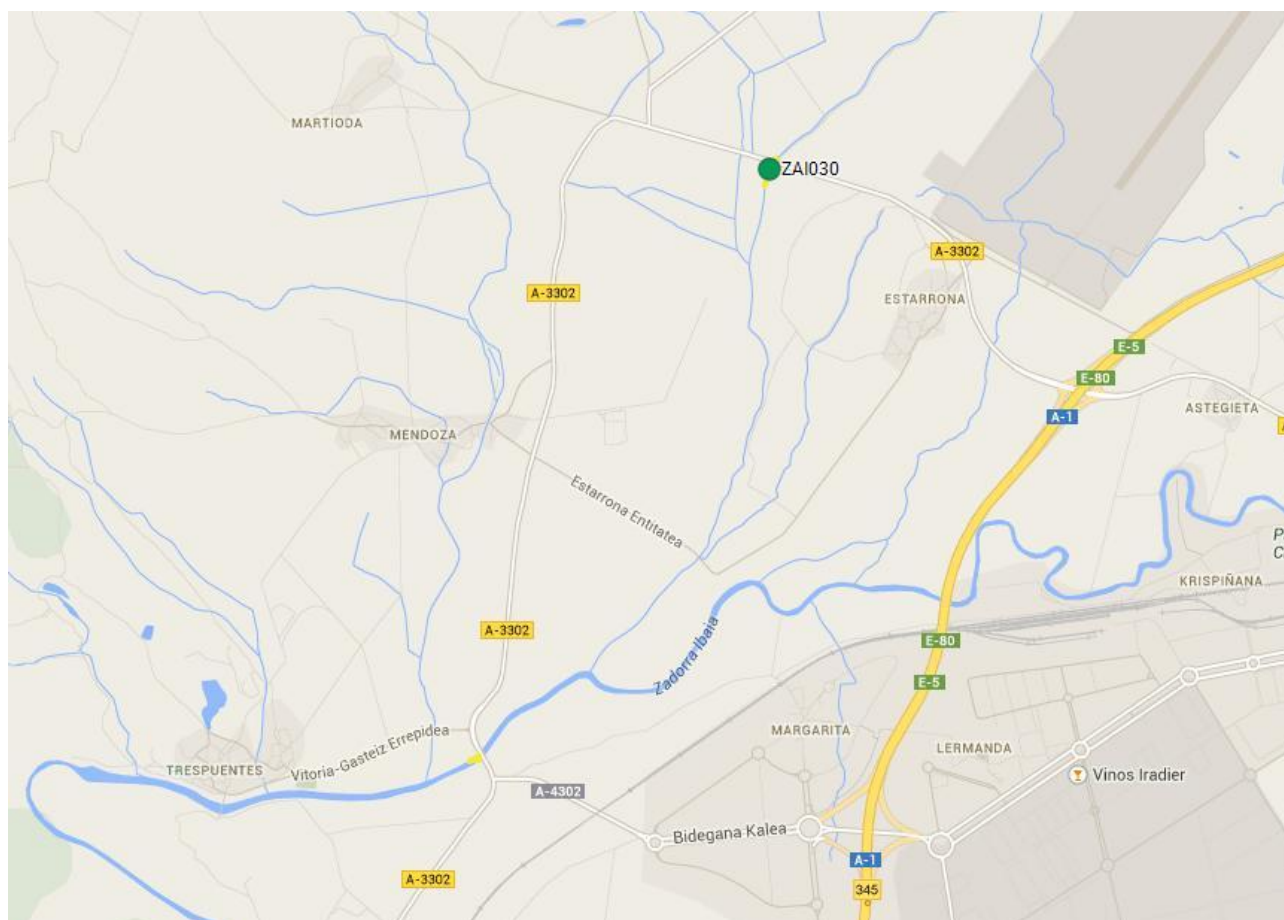 MARTIODA
ZAI030
A-3302
ESTARRONA
A-3302
E-5
E-80
A-1
ASTEGIETA
MENDOZA
Estarrona Entitatea
KRISPIÑANA
A-3302
E-80
Zadorra Ibaia
E-5
MARGARITA
LERMANDA
Vitoria-Gasteiz Errepidea
TRESPUENTES
Vinos Iradier
A-4302
Bidegana Kalea
A-1
A-3302
345